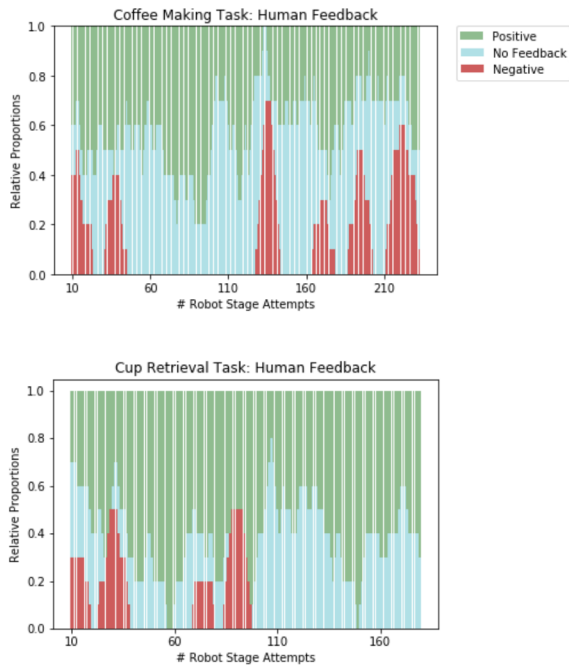 Coffee Making Task: Human Feedback
Positive
No Feedback
Negative
Relative Proportions
1.0
0.8
0.6
0.4
0.2
0.0
10 60 110 160 210
# Robot Stage Attempts
Cup Retrieval Task: Human Feedback
Relative Proportions
1.0
0.8
0.6
0.4
0.2
0.0
10 60 110 160
# Robot Stage Attempts